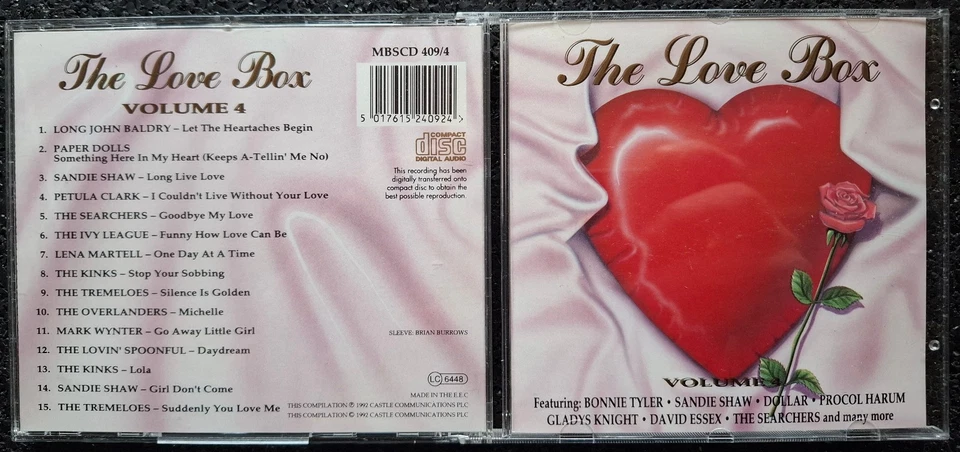 The Love Box
VOLUME 4
MBSCD 409/4
5 017615 240924 >
COMPACT
disc
DIGITAL AUDIO
This recording has been
digitally transferred onto
compact disc to obtain the
best possible reproduction.
1. LONG JOHN BALDRY – Let The Heartaches Begin
2. PAPER DOLLS
Something Here In My Heart (Keeps A-Tellin' Me No)
3. SANDIE SHAW – Long Live Love
4. PETULA CLARK – I Couldn't Live Without Your Love
5. THE SEARCHERS – Goodbye My Love
6. THE IVY LEAGUE – Funny How Love Can Be
7. LENA MARTELL – One Day At A Time
8. THE KINKS – Stop Your Sobbing
9. THE TREMELOES – Silence Is Golden
10. THE OVERLANDERS – Michelle
11. MARK WYNTER – Go Away Little Girl
12. THE LOVIN' SPOONFUL – Daydream
13. THE KINKS – Lola
14. SANDIE SHAW – Girl Don't Come
15. THE TREMELOES – Suddenly You Love Me
SLEEVE: BRIAN BURROWS
LC 6448
MADE IN THE E.E.C
THIS COMPILATION ℗ 1992 CASTLE COMMUNICATIONS PLC
THIS COMPILATION © 1992 CASTLE COMMUNICATIONS PLC
The Love Box
VOLUME 4
Featuring: BONNIE TYLER • SANDIE SHAW • DOLLAR • PROCOL HARUM
GLADYS KNIGHT • DAVID ESSEX • THE SEARCHERS and many more